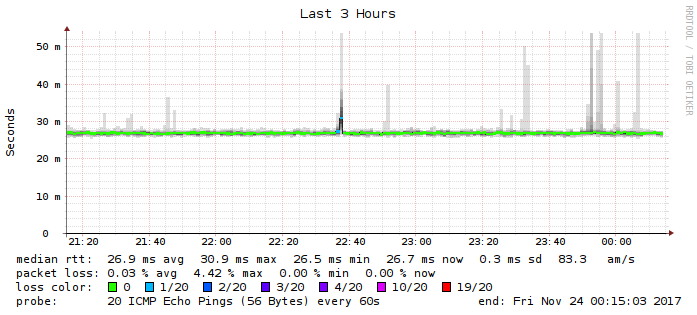 Last 3 Hours
RRDTOOL / TOBI OETIKER
Seconds
50 m
40 m
30 m
20 m
10 m
0
21:20 21:40 22:00 22:20 22:40 23:00 23:20 23:40 00:00
median rtt: 26.9 ms avg 30.9 ms max 26.5 ms min 26.7 ms now 0.3 ms sd 83.3 am/s
packet loss: 0.03 % avg 4.42 % max 0.00 % min 0.00 % now
loss color: 0 1/20 2/20 3/20 4/20 10/20 19/20
probe: 20 ICMP Echo Pings (56 Bytes) every 60s end: Fri Nov 24 00:15:03 2017